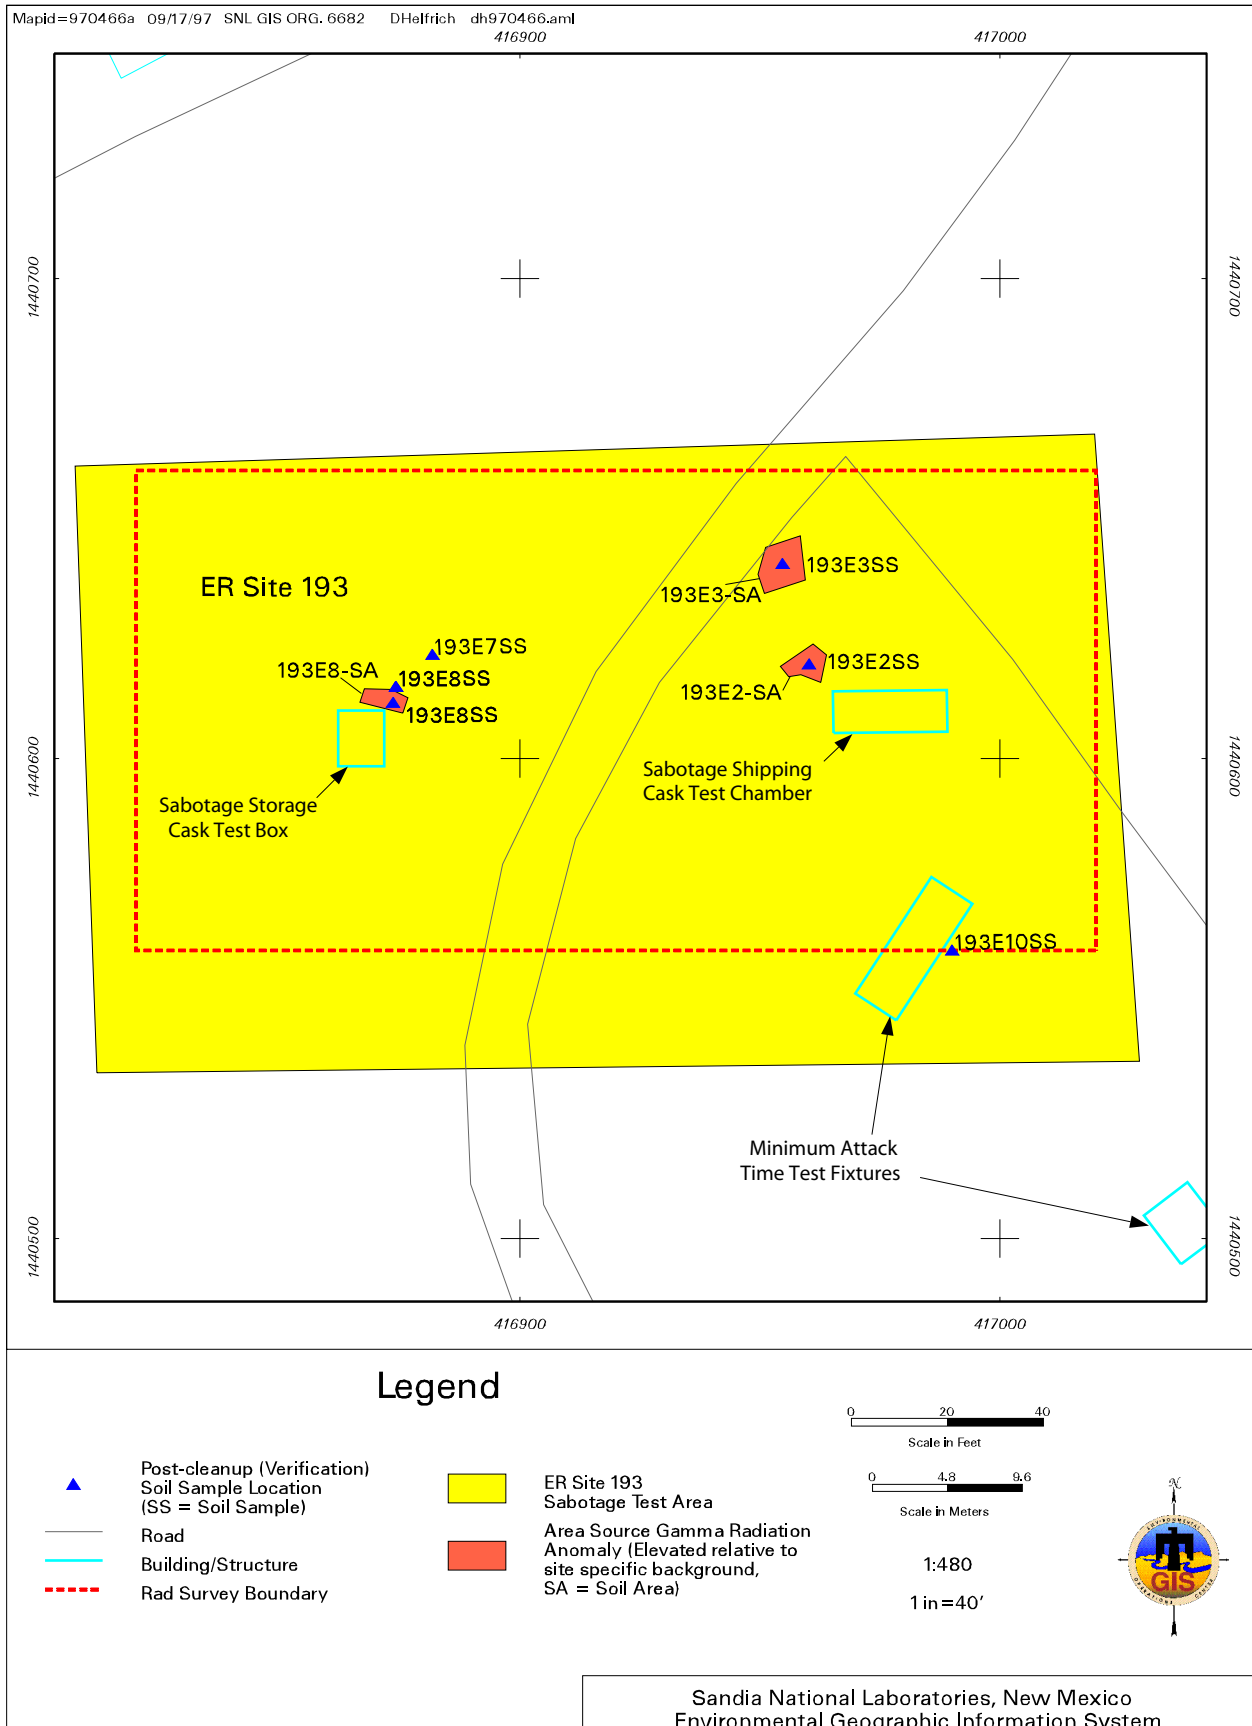 Mapid=970466a 09/17/97 SNL GIS ORG. 6682 DHelfrich dh970466.aml
416900 417000
1440700 1440700
ER Site 193
193E3SS
193E3-SA
193E7SS
193E8-SA
193E8SS
193E8SS
193E2SS
193E2-SA
1440600 1440600
Sabotage Storage
Cask Test Box
Sabotage Shipping
Cask Test Chamber
193E10SS
Minimum Attack
Time Test Fixtures
1440500 1440500
416900 417000
Legend
Post-cleanup (Verification)
Soil Sample Location
(SS = Soil Sample)
Road
Building/Structure
Rad Survey Boundary
ER Site 193
Sabotage Test Area
Area Source Gamma Radiation
Anomaly (Elevated relative to
site specific background,
SA = Soil Area)
0 20 40
Scale in Feet
0 4.8 9.6
Scale in Meters
1:480
1 in=40'
N
ENVIRONMENTAL
GIS
OPERATIONS CENTER
Sandia National Laboratories, New Mexico
Environmental Geographic Information System